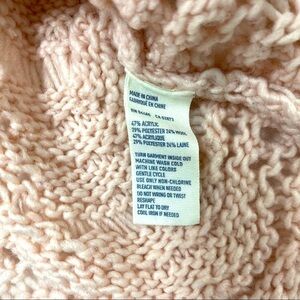 MADE IN CHINA
FABRIQUÉ EN CHINE
47% ACRYLIC
29% POLYESTER 24% WOOL
47% ACRYLIQUE
29% POLYESTER 24% LAINE
TURN GARMENT INSIDE OUT
MACHINE WASH COLD
WITH LIKE COLORS
GENTLE CYCLE
USE ONLY NON-CHLORINE
BLEACH WHEN NEEDED
DO NOT WRING OR TWIST
RESHAPE
LAY FLAT TO DRY
COOL IRON IF NEEDED